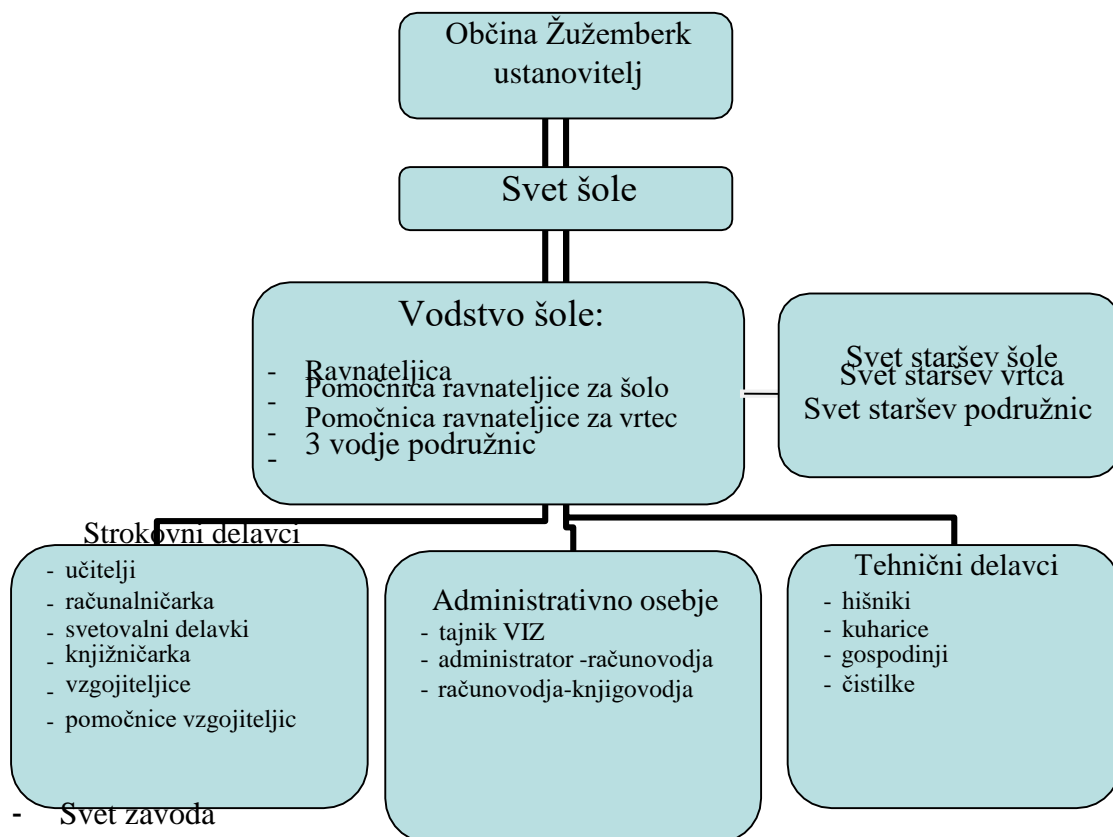 Občina Žužemberk
ustanovitelj
Svet šole
Vodstvo šole:
- Ravnateljica
- Pomočnica ravnateljice za šolo
- Pomočnica ravnateljice za vrtec
- 3 vodje podružnic
Svet staršev šole
Svet staršev vrtca
Svet staršev podružnic
Strokovni delavci
- učitelji
- računalničarka
- svetovalni delavki
- knjižničarka
- vzgojiteljice
- pomočnice vzgojiteljic
Administrativno osebje
- tajnik VIZ
- administrator -računovodja
- računovodja-knjigovodja
Tehnični delavci
- hišniki
- kuharice
- gospodinji
- čistilke
- Svet zavoda